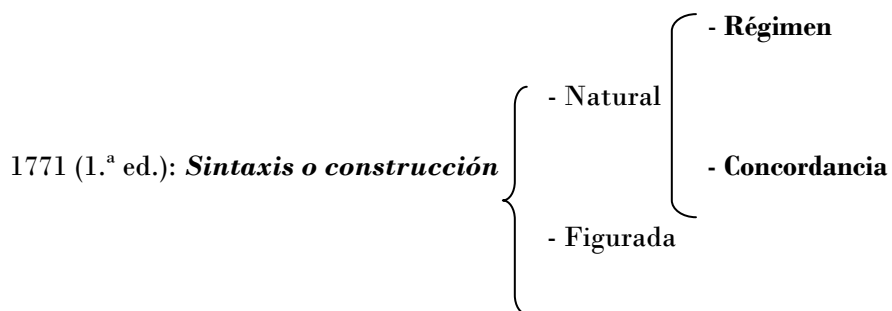 - Régimen
- Natural
1771 (1.ª ed.): Sintaxis o construcción
- Concordancia
- Figurada